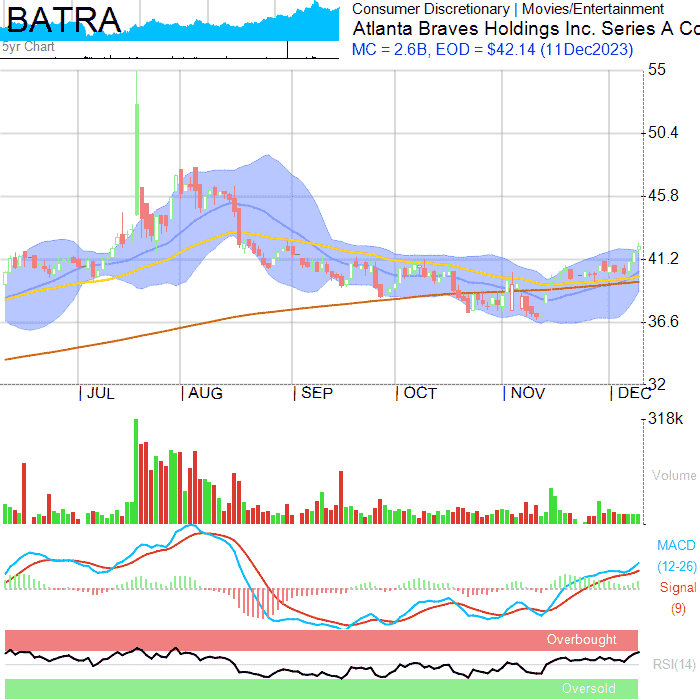 BATRA
5yr Chart
Consumer Discretionary | Movies/Entertainment
Atlanta Braves Holdings Inc. Series A Co
MC = 2.6B, EOD = $42.14 (11Dec2023)
55
50.4
45.8
41.2
36.6
32
JUL
AUG
SEP
OCT
NOV
DEC
318k
Volume
MACD
(12-26)
Signal
(9)
Overbought
RSI(14)
Oversold